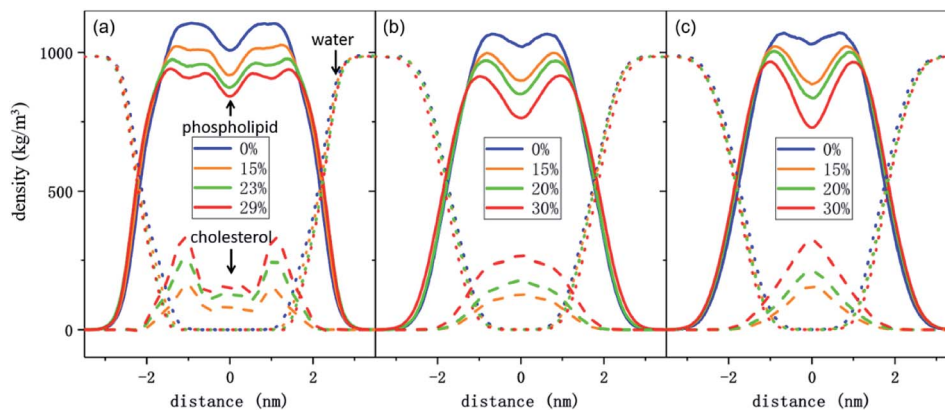 (a)
water
phospholipid
0%
15%
23%
29%
cholesterol
(b)
0%
15%
20%
30%
(c)
0%
15%
20%
30%
density (kg/m³)
1000
500
0
-2 0 2
-2 0 2
-2 0 2
distance (nm)
distance (nm)
distance (nm)